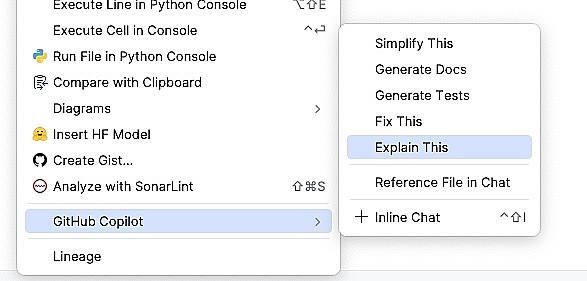 Execute Line in Python Console ⌥⇧E
Execute Cell in Console ^↵
Run File in Python Console
Compare with Clipboard
Diagrams
Insert HF Model
Create Gist...
Analyze with SonarLint ⇧⌘S
GitHub Copilot
Lineage
Simplify This
Generate Docs
Generate Tests
Fix This
Explain This
Reference File in Chat
Inline Chat ^⇧I